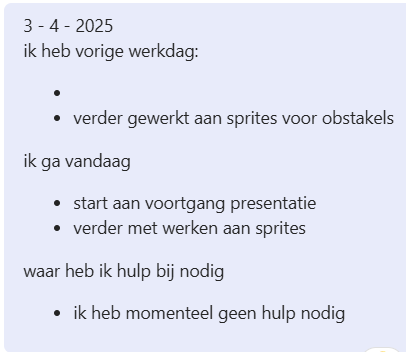 3 - 4 - 2025
ik heb vorige werkdag:
•
• verder gewerkt aan sprites voor obstakels
ik ga vandaag
• start aan voortgang presentatie
• verder met werken aan sprites
waar heb ik hulp bij nodig
• ik heb momenteel geen hulp nodig